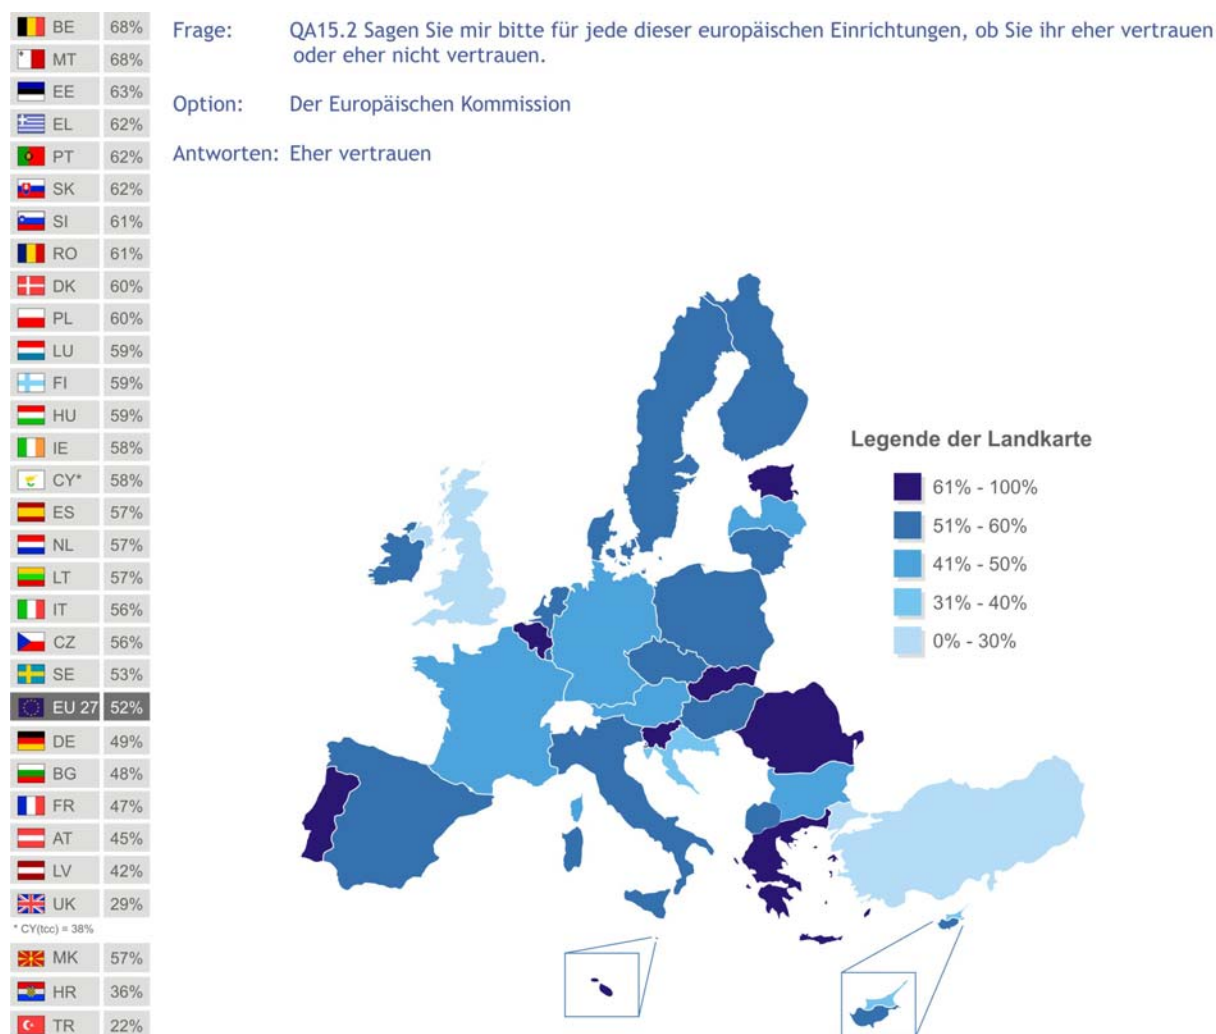 BE 68%
MT 68%
EE 63%
EL 62%
PT 62%
SK 62%
SI 61%
RO 61%
DK 60%
PL 60%
LU 59%
FI 59%
HU 59%
IE 58%
CY* 58%
ES 57%
NL 57%
LT 57%
IT 56%
CZ 56%
SE 53%
EU 27 52%
DE 49%
BG 48%
FR 47%
AT 45%
LV 42%
UK 29%
* CY(tcc) = 38%
MK 57%
HR 36%
TR 22%
Frage: QA15.2 Sagen Sie mir bitte für jede dieser europäischen Einrichtungen, ob Sie ihr eher vertrauen
oder eher nicht vertrauen.
Option: Der Europäischen Kommission
Antworten: Eher vertrauen
Legende der Landkarte
61% - 100%
51% - 60%
41% - 50%
31% - 40%
0% - 30%